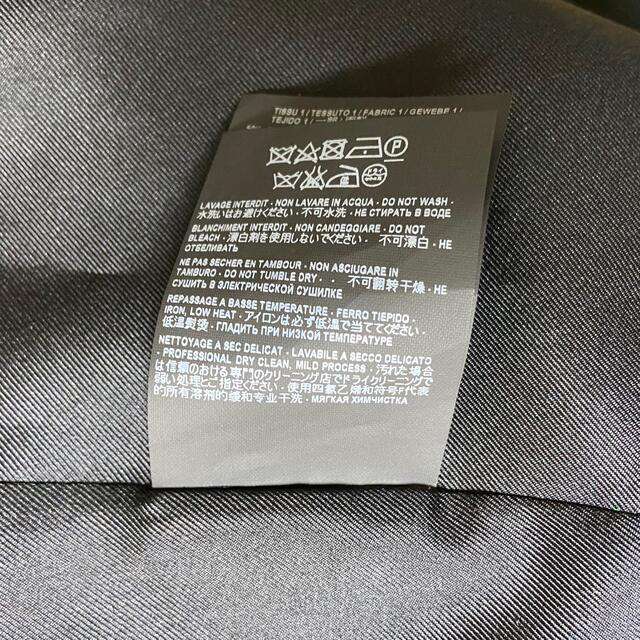 TISSU 1 / TESSUTO 1 / FABRIC 1 / GEWEBE 1 /
TEJIDO 1 /
P
ドライ
LAVAGE INTERDIT · NON LAVARE IN ACQUA · DO NOT WASH ·
水洗いはお避けください · 不可水洗 · НЕ СТИРАТЬ В ВОДЕ
BLANCHIMENT INTERDIT · NON CANDEGGIARE · DO NOT
BLEACH · 漂白剤を使用しないでください · 不可漂白 · НЕ
ОТБЕЛИВАТЬ
NE PAS SECHER EN TAMBOUR · NON ASCIUGARE IN
TAMBURO · DO NOT TUMBLE DRY · · 不可翻转干燥 · НЕ
СУШИТЬ В ЭЛЕКТРИЧЕСКОЙ СУШИЛКЕ
REPASSAGE A BASSE TEMPERATURE · FERRO TIEPIDO ·
IRON, LOW HEAT · アイロンは必ず低温で当ててください ·
低温熨烫 · ГЛАДИТЬ ПРИ НИЗКОЙ ТЕМПЕРАТУРЕ
NETTOYAGE A SEC DELICAT · LAVABILE A SECCO DELICATO
· PROFESSIONAL DRY CLEAN, MILD PROCESS · 汚れた場合
は信頼のおける専門のクリーニング店でドライクリーニングで
弱い処理とご指定ください · 使用四氯乙烯和符号F代表
的所有溶剂的缓和专业干洗 · МЯГКАЯ ХИМЧИСТКА